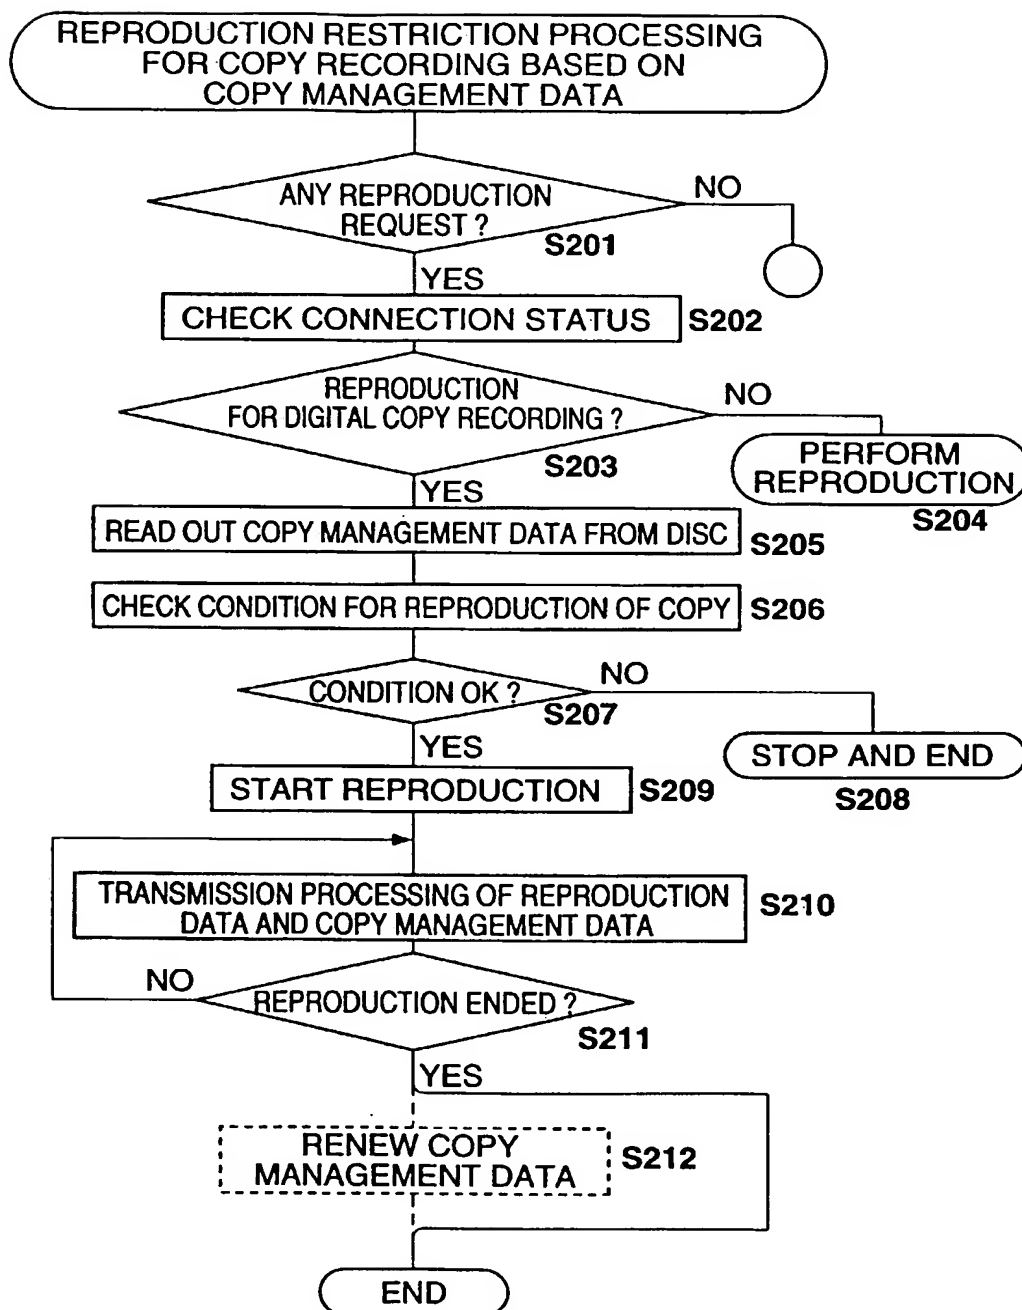 REPRODUCTION RESTRICTION PROCESSING
FOR COPY RECORDING BASED ON
COPY MANAGEMENT DATA
ANY REPRODUCTION
REQUEST ?
NO
S201
YES
CHECK CONNECTION STATUS
S202
REPRODUCTION
FOR DIGITAL COPY RECORDING ?
NO
S203
PERFORM
REPRODUCTION
S204
YES
READ OUT COPY MANAGEMENT DATA FROM DISC
S205
CHECK CONDITION FOR REPRODUCTION OF COPY
S206
CONDITION OK ?
NO
S207
YES
STOP AND END
S208
START REPRODUCTION
S209
TRANSMISSION PROCESSING OF REPRODUCTION
DATA AND COPY MANAGEMENT DATA
S210
NO
REPRODUCTION ENDED ?
S211
YES
RENEW COPY
MANAGEMENT DATA
S212
END